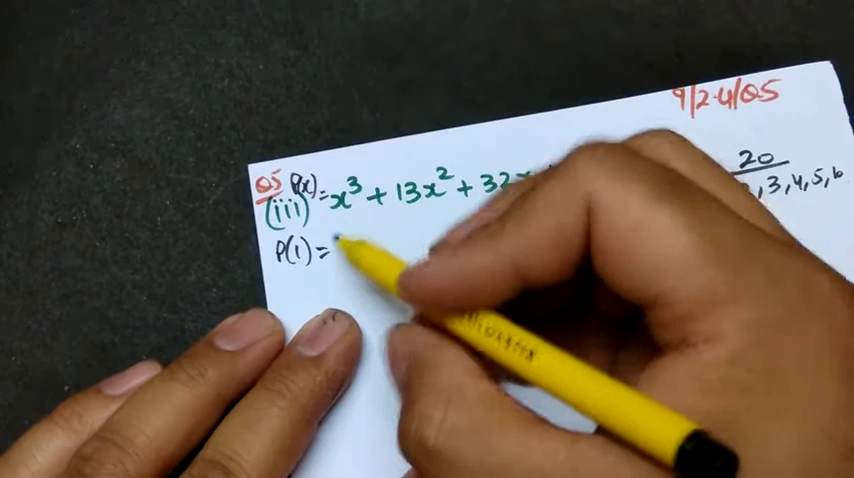 9/2.4/Q5
Q5 P(x)= x³ + 13x² + 32x
20
(iii)
, 3, 4, 5, 6
P(1) =